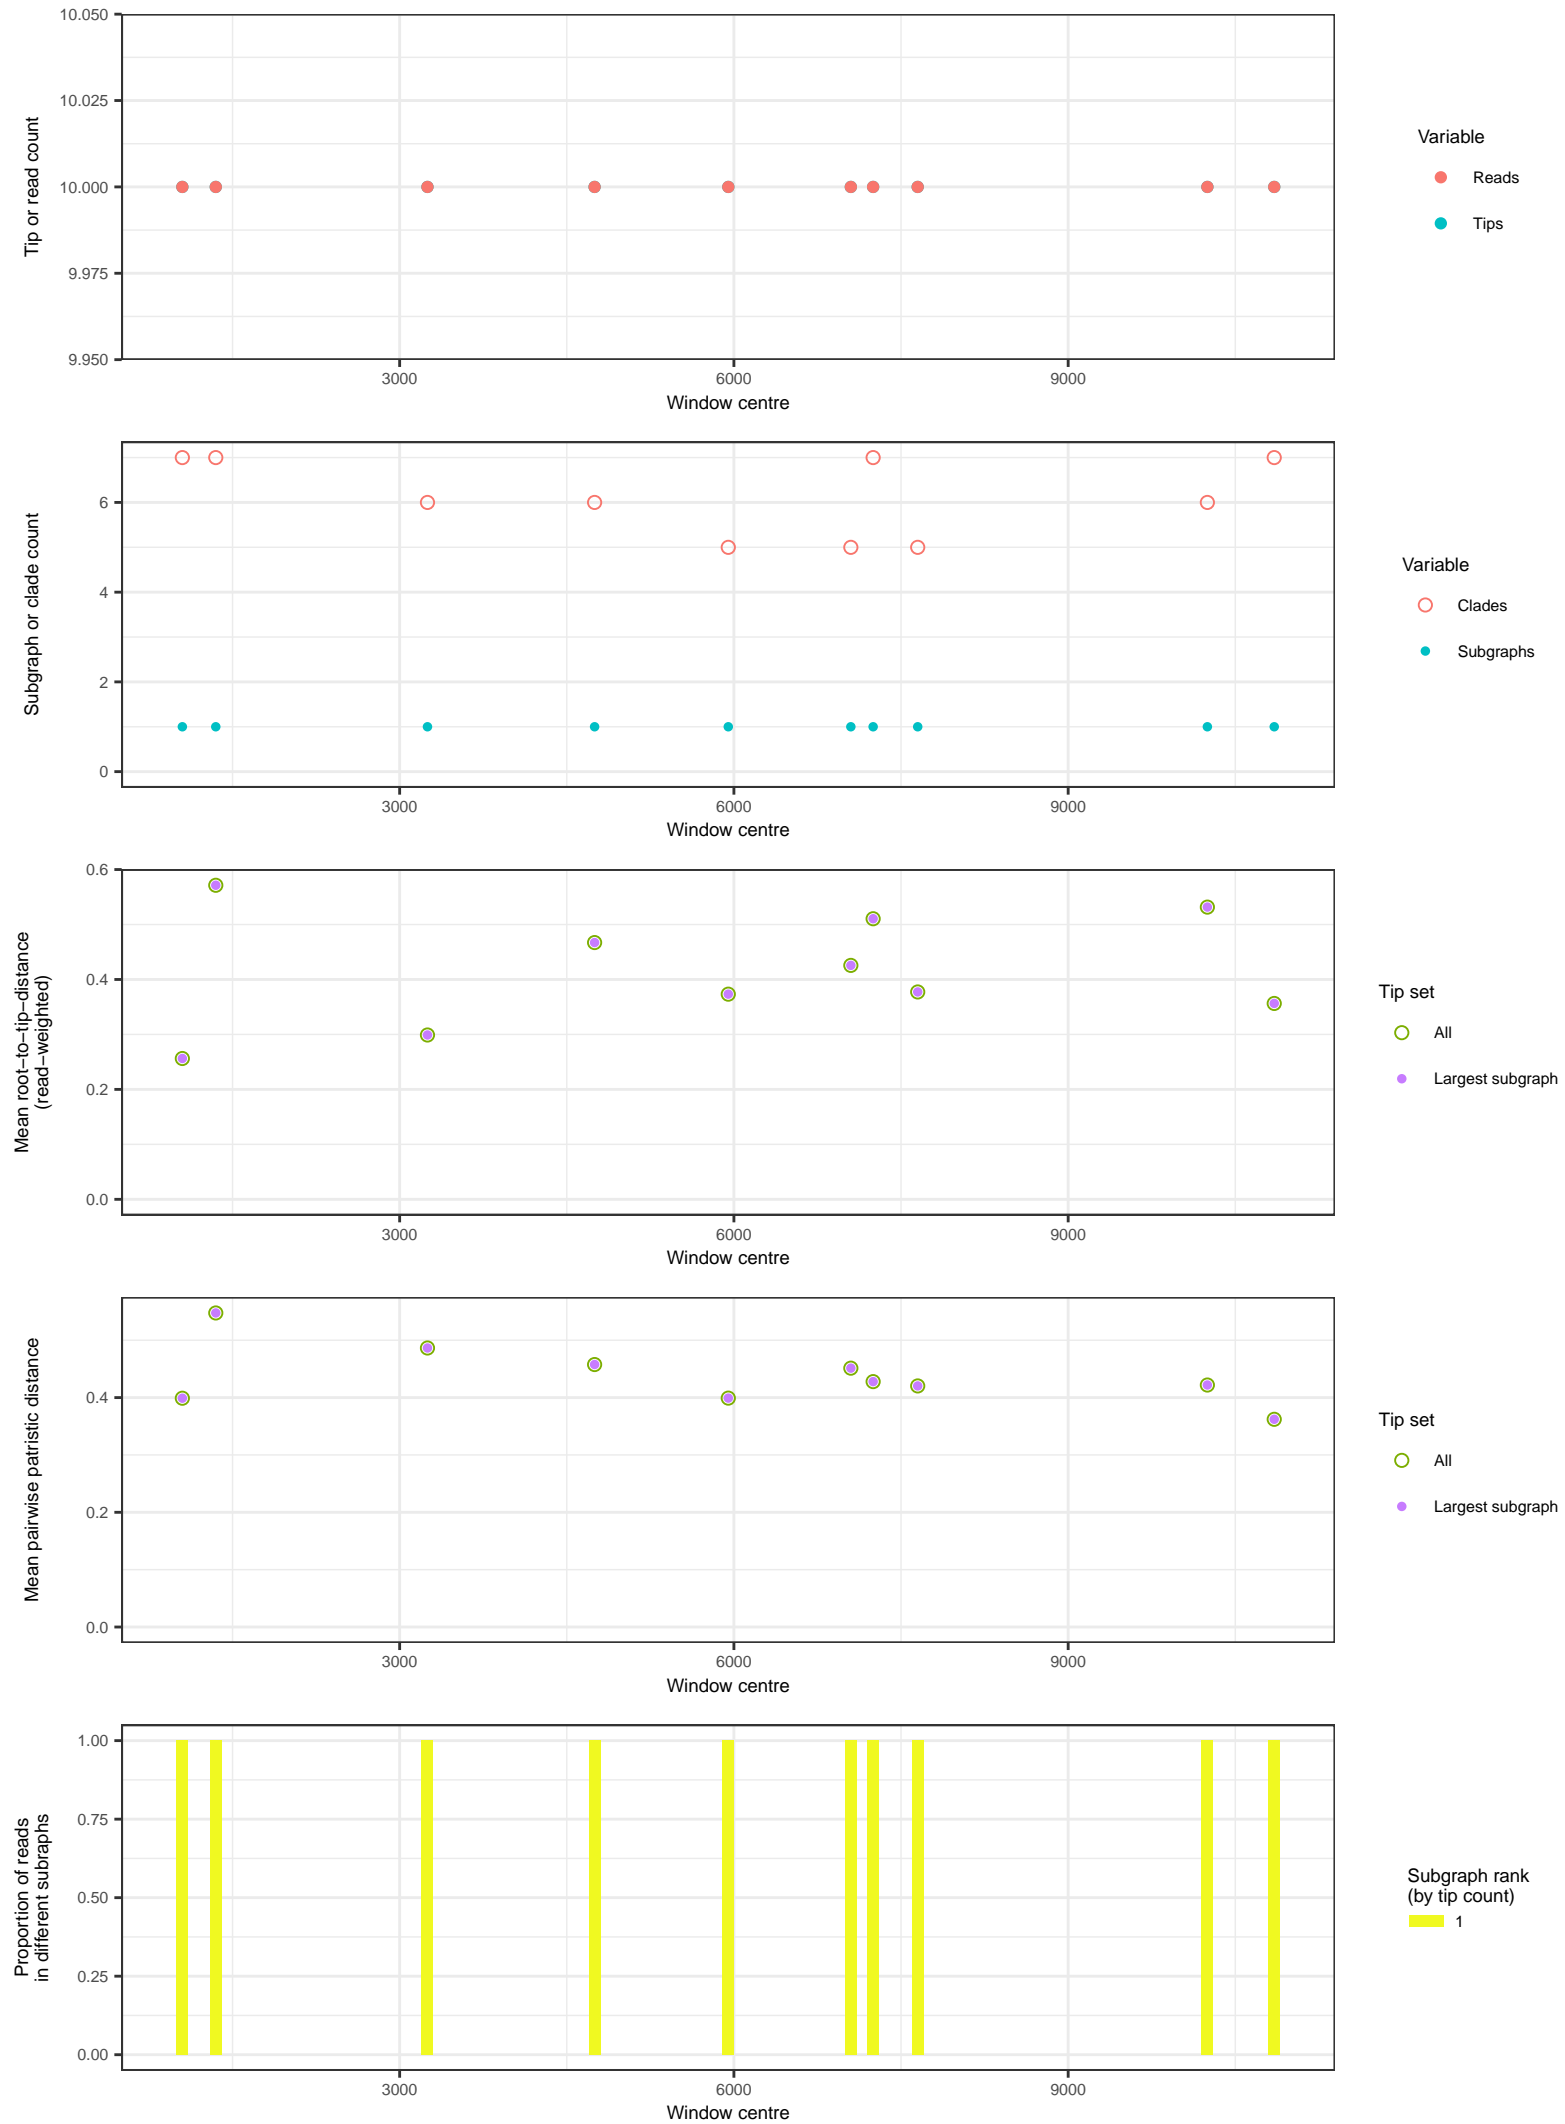 10.050
10.025
10.000
9.975
9.950
Tip or read count
3000 6000 9000
Window centre
Variable
Reads
Tips
6
4
2
0
Subgraph or clade count
3000 6000 9000
Window centre
Variable
Clades
Subgraphs
0.6
0.4
0.2
0.0
Mean root−to−tip−distance
(read−weighted)
3000 6000 9000
Window centre
Tip set
All
Largest subgraph
0.4
0.2
0.0
Mean pairwise patristic distance
3000 6000 9000
Window centre
Tip set
All
Largest subgraph
1.00
0.75
0.50
0.25
0.00
Proportion of reads
in different subraphs
3000 6000 9000
Window centre
Subgraph rank
(by tip count)
1